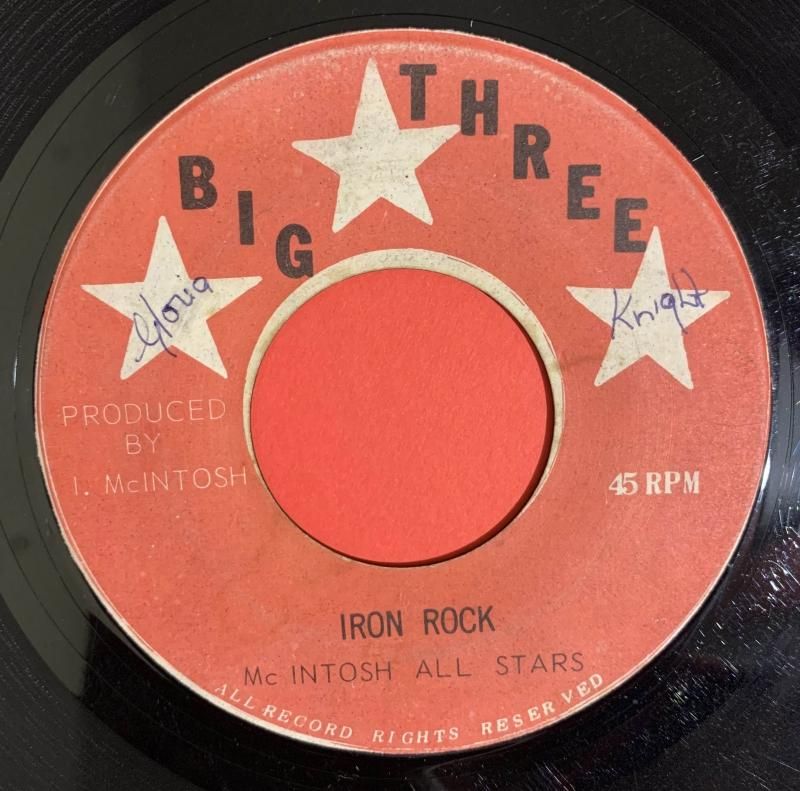 BIG THREE
Gloria
Knight
PRODUCED
BY
I. McINTOSH
45 RPM
IRON ROCK
Mc INTOSH ALL STARS
ALL RECORD RIGHTS RESERVED